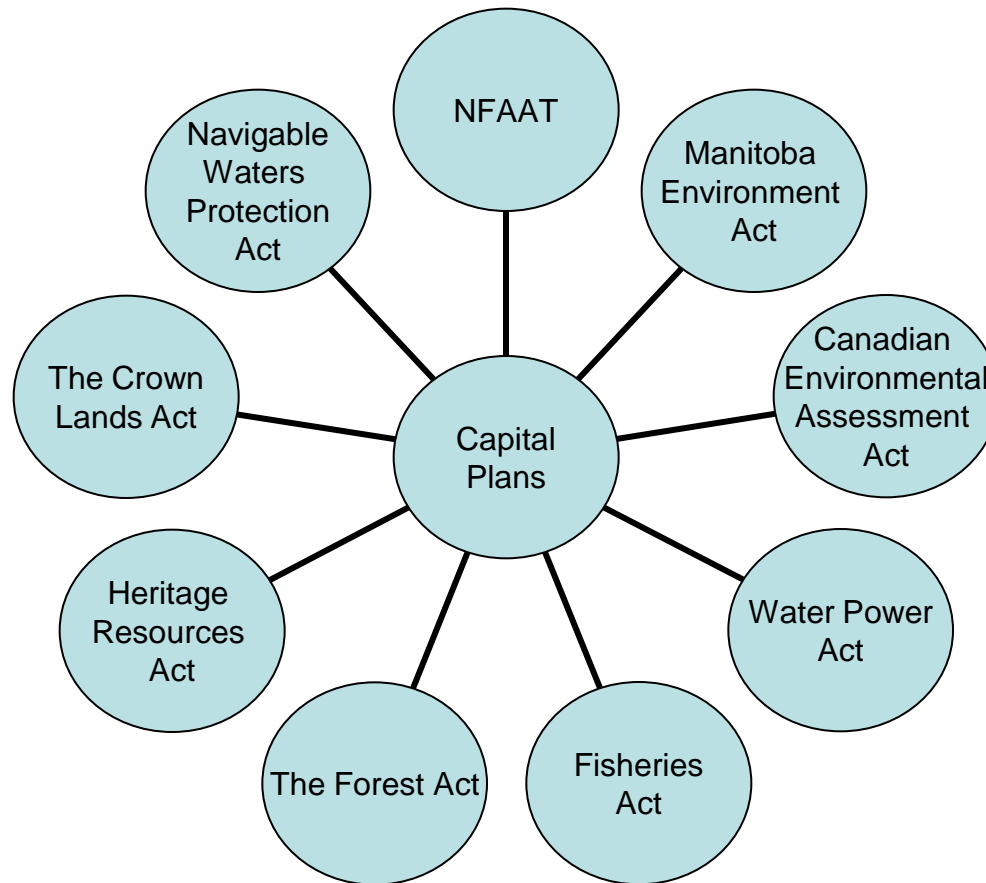 NFAAT
Manitoba
Environment
Act
Canadian
Environmental
Assessment
Act
Water Power
Act
Fisheries
Act
The Forest Act
Heritage
Resources
Act
The Crown
Lands Act
Navigable
Waters
Protection
Act
Capital
Plans